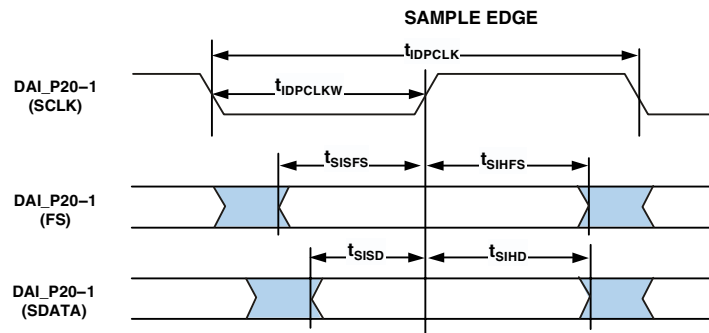 SAMPLE EDGE
tIDPCLK
DAI_P20–1
(SCLK)
tIDPCLKW
tSISFS
tSIHFS
DAI_P20–1
(FS)
tSISD
tSIHD
DAI_P20–1
(SDATA)